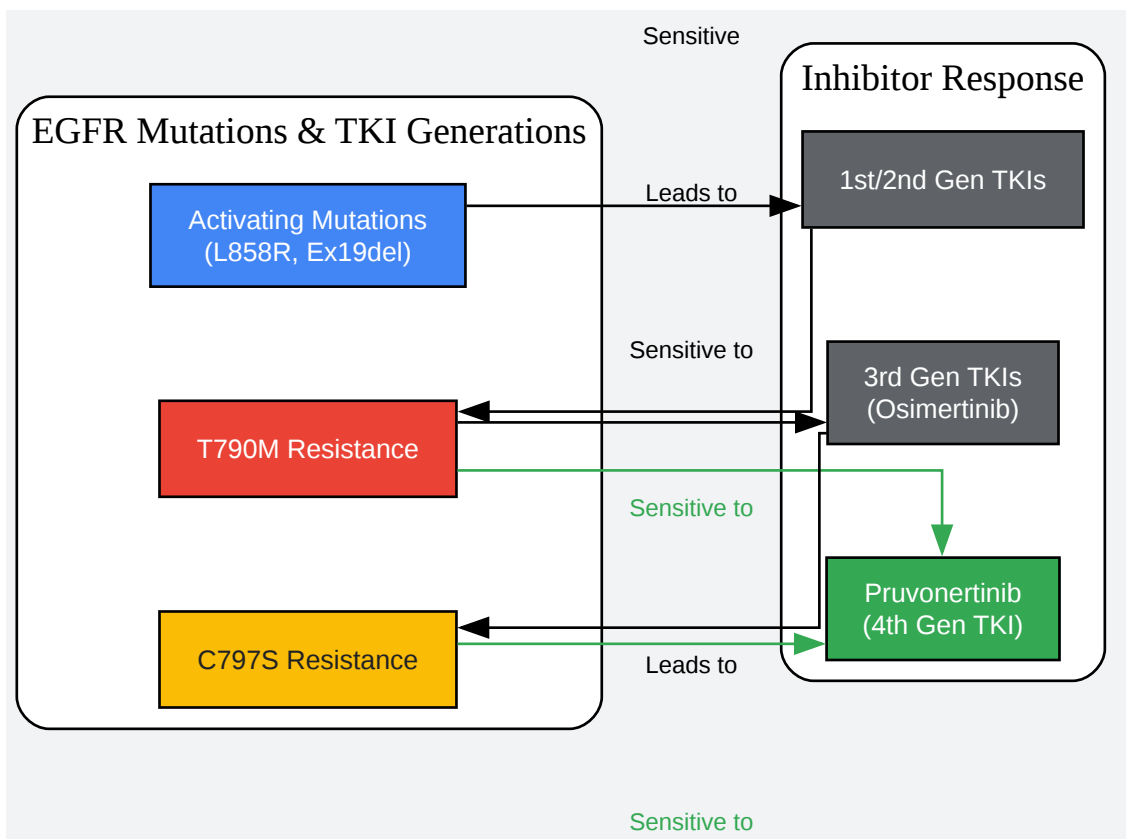 Sensitive
Inhibitor Response
EGFR Mutations & TKI Generations
1st/2nd Gen TKIs
Leads to
Activating Mutations
(L858R, Ex19del)
Sensitive to
3rd Gen TKIs
(Osimertinib)
T790M Resistance
Sensitive to
Pruvonertinib
(4th Gen TKI)
C797S Resistance
Leads to
Sensitive to